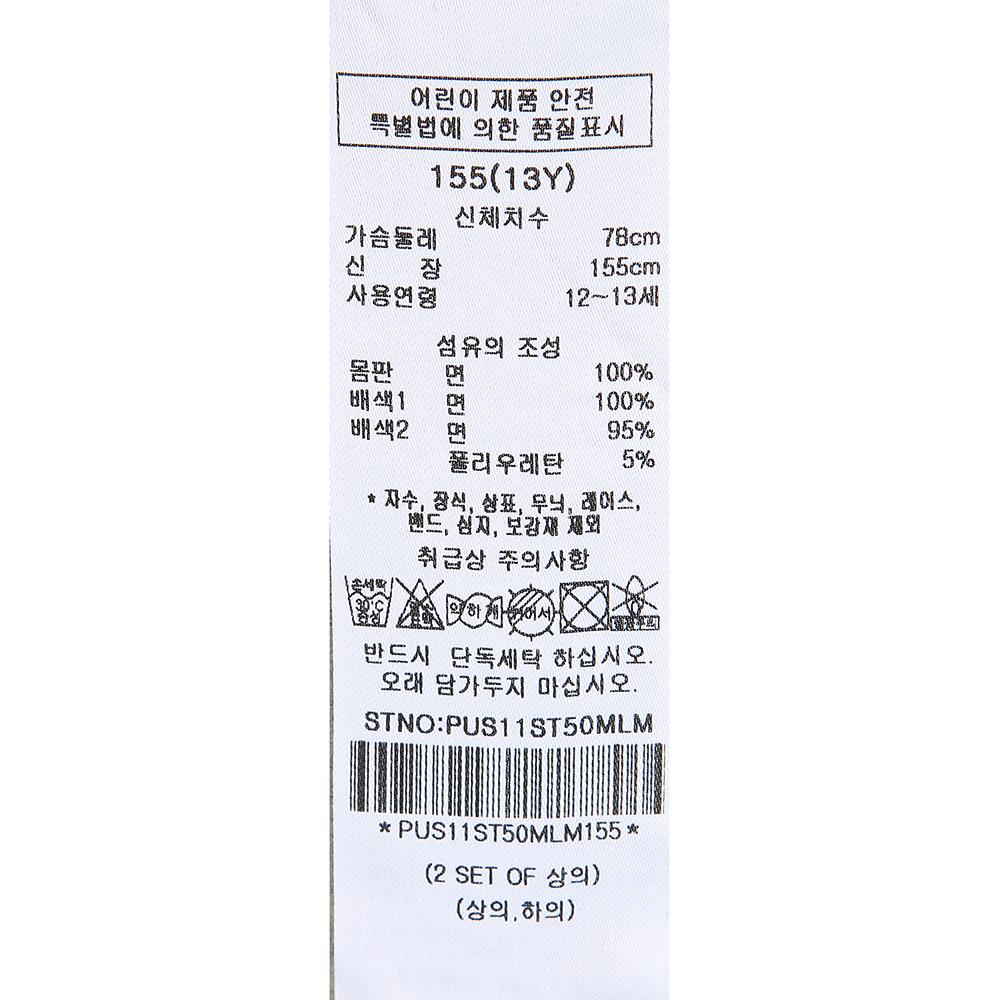 어린이 제품 안전
특별법에 의한 품질표시
155(13Y)
신체치수
가슴둘레 78cm
신 장 155cm
사용연령 12~13세
섬유의 조성
몸판 면 100%
배색1 면 100%
배색2 면 95%
폴리우레탄 5%
* 자수, 장식, 상표, 무늬, 레이스,
밴드, 심지, 보강재 제외
취급상 주의사항
손세탁
30°C
중성
약하게
뉘어서
반드시 단독세탁 하십시오.
오래 담가두지 마십시오.
STNO:PUS11ST50MLM
*PUS11ST50MLM155*
(2 SET OF 상의)
(상의,하의)